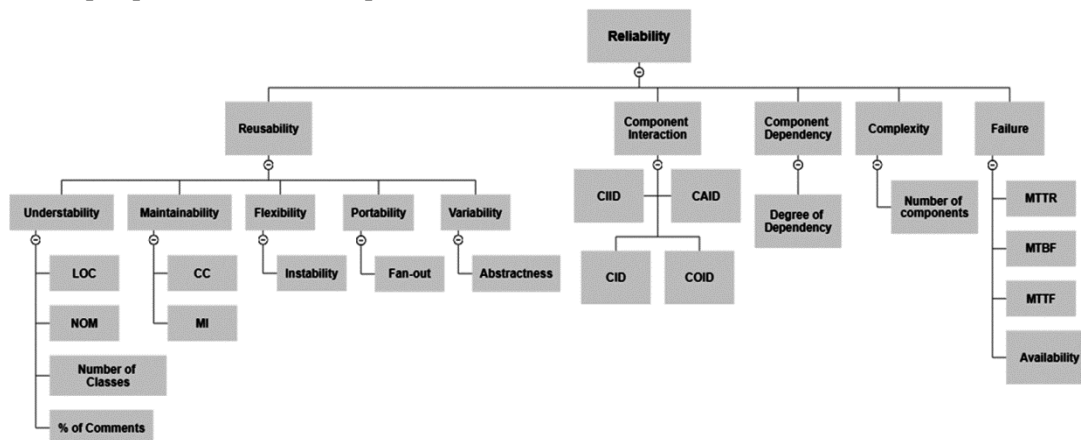 Reliability
Reusability
Component
Interaction
Component
Dependency
Complexity
Failure
Understability
Maintainability
Flexibility
Portability
Variability
CIID
CAID
Degree of
Dependency
Number of
components
MTTR
LOC
CC
Instability
Fan-out
Abstractness
CID
COID
MTBF
NOM
MI
MTTF
Number of
Classes
Availability
% of Comments